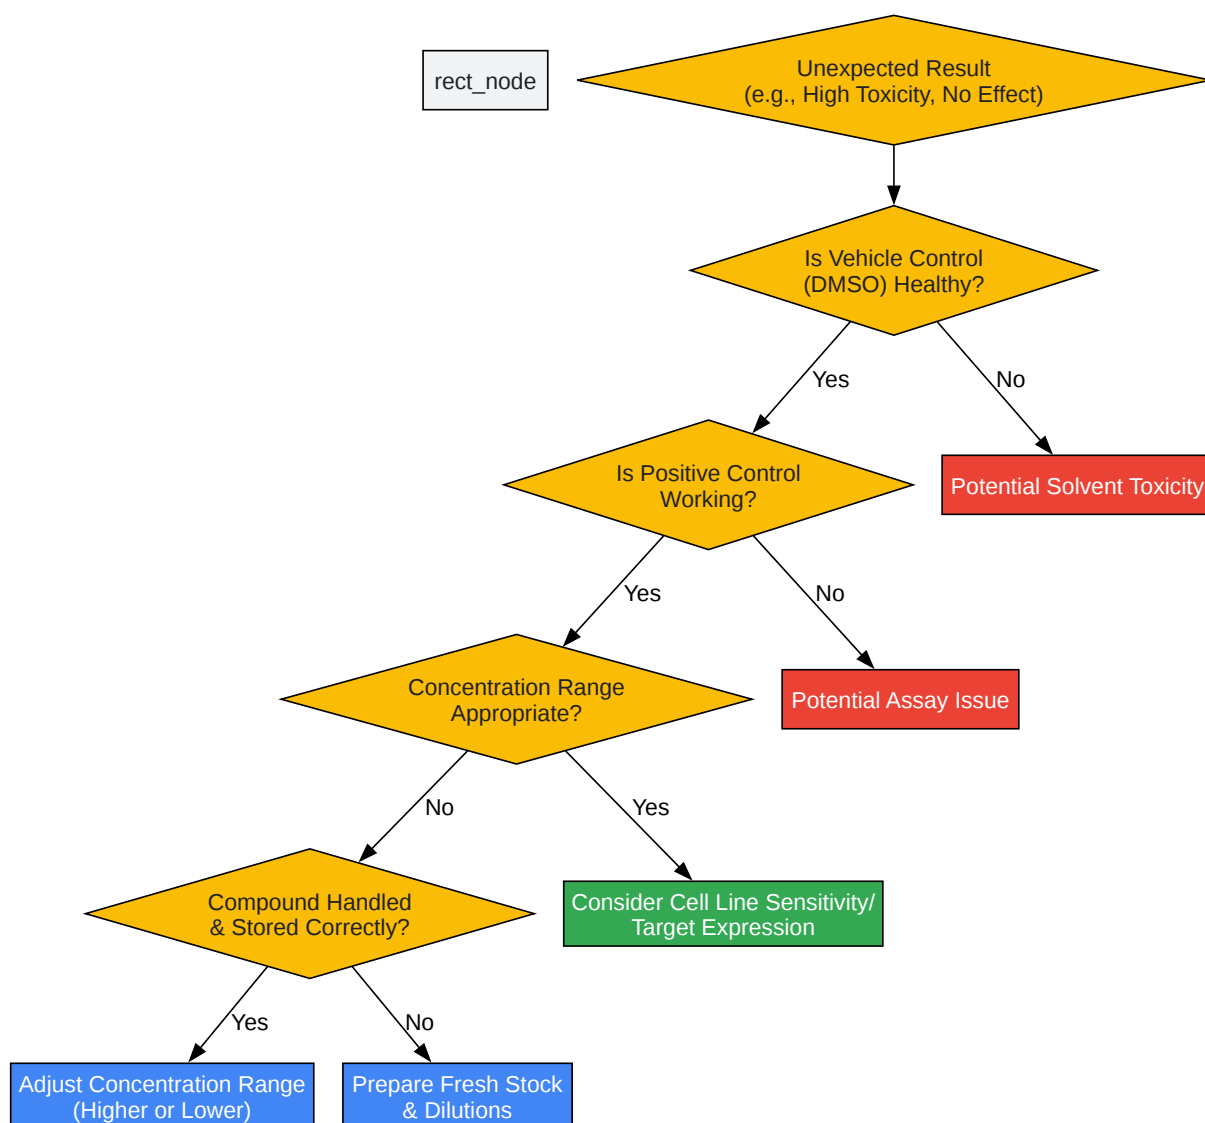 rect_node
Unexpected Result
(e.g., High Toxicity, No Effect)
Is Vehicle Control
(DMSO) Healthy?
Yes
No
Is Positive Control
Working?
Potential Solvent Toxicity
Yes
No
Concentration Range
Appropriate?
Potential Assay Issue
No
Yes
Compound Handled
& Stored Correctly?
Consider Cell Line Sensitivity/
Target Expression
Yes
No
Adjust Concentration Range
(Higher or Lower)
Prepare Fresh Stock
& Dilutions